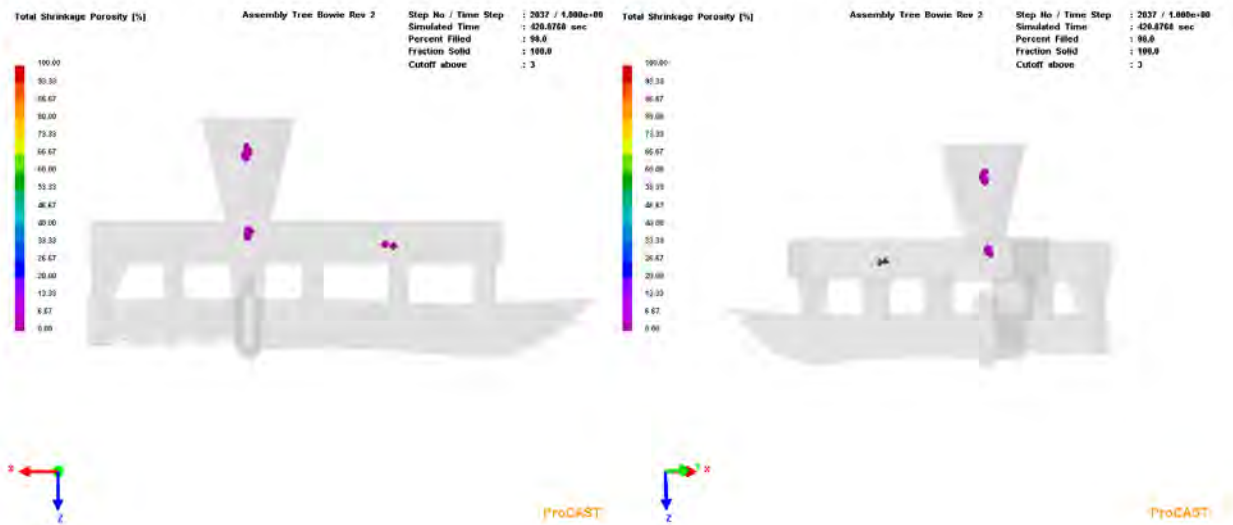 Total Shrinkage Porosity [%]
Assembly Tree Bowie Rev 2
Step No / Time Step : 2037 / 1.000e+00
Simulated Time : sec
Percent Filled : 98.0
Fraction Solid : 100.0
Cutoff above : 3
100.00
93.33
86.67
80.00
73.33
66.67
60.00
53.33
46.67
40.00
33.33
26.67
20.00
13.33
6.67
0.00
X
Z
ProCAST
Total Shrinkage Porosity [%]
Assembly Tree Bowie Rev 2
Step No / Time Step : 2037 / 1.000e+00
Simulated Time : sec
Percent Filled : 98.0
Fraction Solid : 100.0
Cutoff above : 3
100.00
93.33
86.67
80.00
73.33
66.67
60.00
53.33
46.67
40.00
33.33
26.67
20.00
13.33
6.67
0.00
X
Z
ProCAST